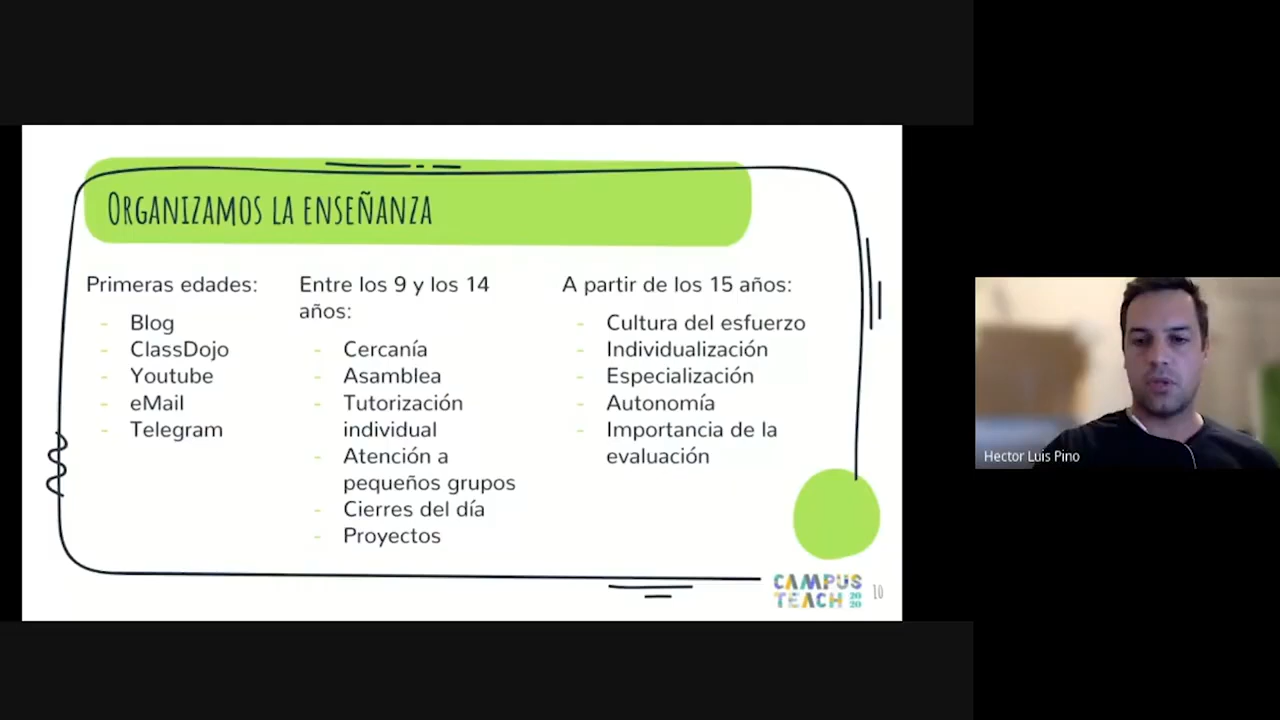 Organizamos la enseñanza
Primeras edades:
- Blog
- ClassDojo
- Youtube
- eMail
- Telegram
Entre los 9 y los 14
años:
- Cercanía
- Asamblea
- Tutorización
individual
- Atención a
pequeños grupos
- Cierres del día
- Proyectos
A partir de los 15 años:
- Cultura del esfuerzo
- Individualización
- Especialización
- Autonomía
- Importancia de la
evaluación
CAMPUS
TEACH 2020
10
Hector Luis Pino